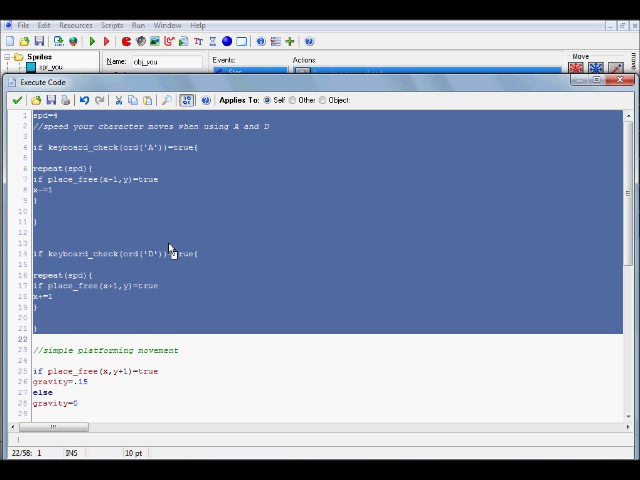 File Edit Resources Scripts Run Window Help
Sprites
spr_you
Name: obj_you
Events:
Step
Actions
Move
move
Execute Code
Applies To: Self Other Object:
1 spd=4
2 //speed your character moves when using A and D
3
4 if keyboard_check(ord('A'))=true{
5
6 repeat(spd){
7 if place_free(x-1,y)=true
8 x-=1
9 }
10
11 }
12
13
14 if keyboard_check(ord('D'))=true{
15
16 repeat(spd){
17 if place_free(x+1,y)=true
18 x+=1
19 }
20
21 }
22
23 //simple platforming movement
24
25 if place_free(x,y+1)=true
26 gravity=.15
27 else
28 gravity=0
29
22/58: 1 INS 10 pt